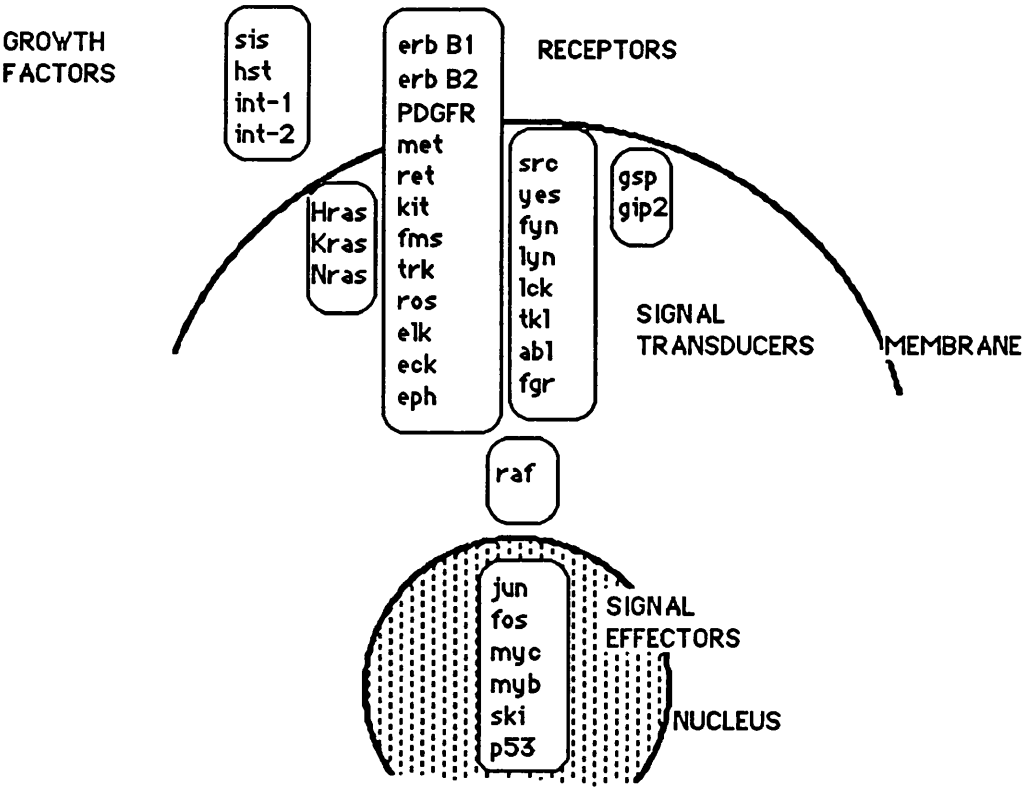 GROWTH
FACTORS
sis
hst
int-1
int-2
erb B1
erb B2
PDGFR
met
ret
kit
fms
trk
ros
elk
eck
eph
RECEPTORS
Hras
Kras
Nras
src
yes
fyn
lyn
lck
tkl
abl
fgr
gsp
gip2
SIGNAL
TRANSDUCERS
MEMBRANE
raf
jun
fos
myc
myb
ski
p53
SIGNAL
EFFECTORS
NUCLEUS